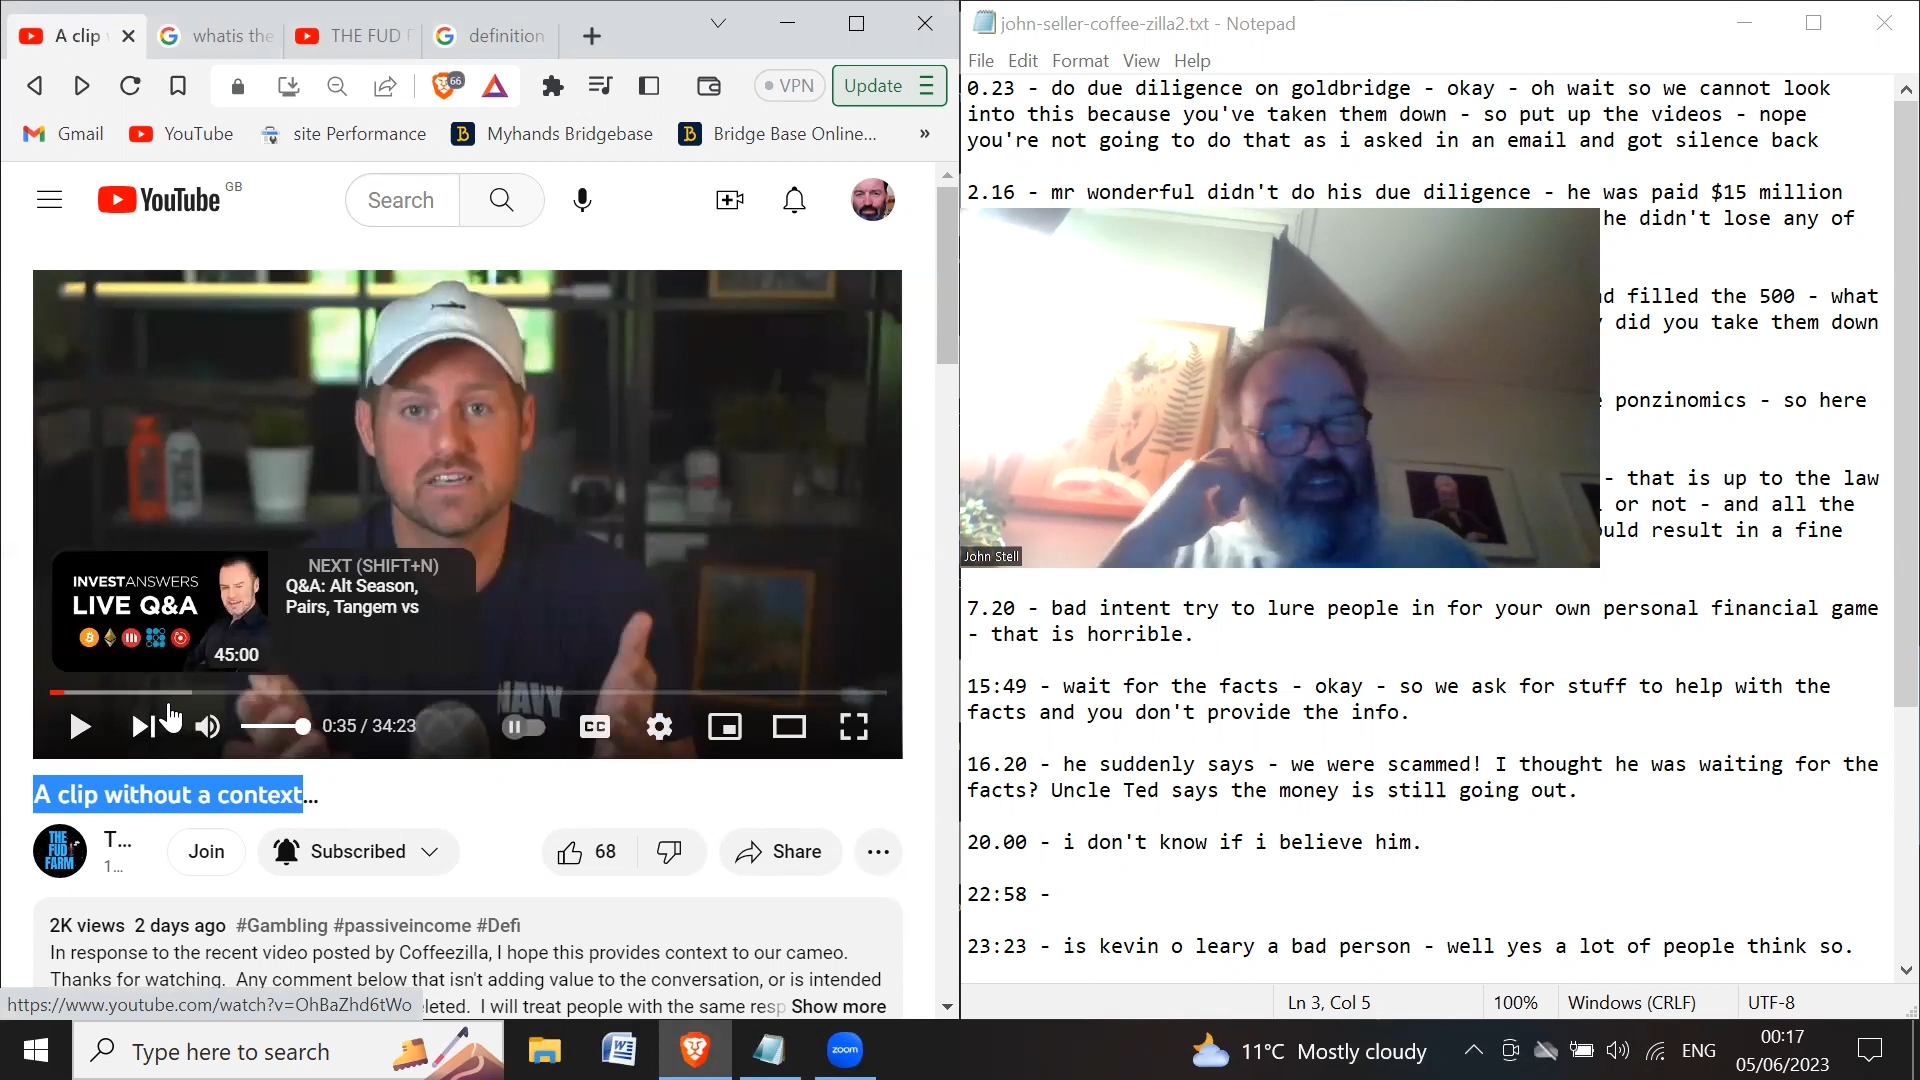 A clip
whatis the
THE FUD F
definition
VPN
Update
66
Gmail
YouTube
site Performance
Myhands Bridgebase
Bridge Base Online...
»
YouTube GB
Search
INVESTANSWERS
LIVE Q&A
45:00
NEXT (SHIFT+N)
Q&A: Alt Season,
Pairs, Tangem vs
NAVY
0:35 / 34:23
CC
A clip without a context...
THE
FUD
FARM
T...
1...
Join
Subscribed
68
Share
2K views 2 days ago #Gambling #passiveincome #Defi
In response to the recent video posted by Coffeezilla, I hope this provides context to our cameo.
Thanks for watching. Any comment below that isn't adding value to the conversation, or is intended
eleted. I will treat people with the same resp Show more
https://www.youtube.com/watch?v=OhBaZhd6tWo
john-seller-coffee-zilla2.txt - Notepad
File Edit Format View Help
0.23 - do due diligence on goldbridge - okay - oh wait so we cannot look
into this because you've taken them down - so put up the videos - nope
you're not going to do that as i asked in an email and got silence back
2.16 - mr wonderful didn't do his due diligence - he was paid $15 million
he didn't lose any of
d filled the 500 - what
did you take them down
ponzinomics - so here
- that is up to the law
or not - and all the
uld result in a fine
John Stell
7.20 - bad intent try to lure people in for your own personal financial game
- that is horrible.
15:49 - wait for the facts - okay - so we ask for stuff to help with the
facts and you don't provide the info.
16.20 - he suddenly says - we were scammed! I thought he was waiting for the
facts? Uncle Ted says the money is still going out.
20.00 - i don't know if i believe him.
22:58 -
23:23 - is kevin o leary a bad person - well yes a lot of people think so.
Ln 3, Col 5
100%
Windows (CRLF)
UTF-8
Type here to search
zoom
11°C Mostly cloudy
ENG
00:17
05/06/2023